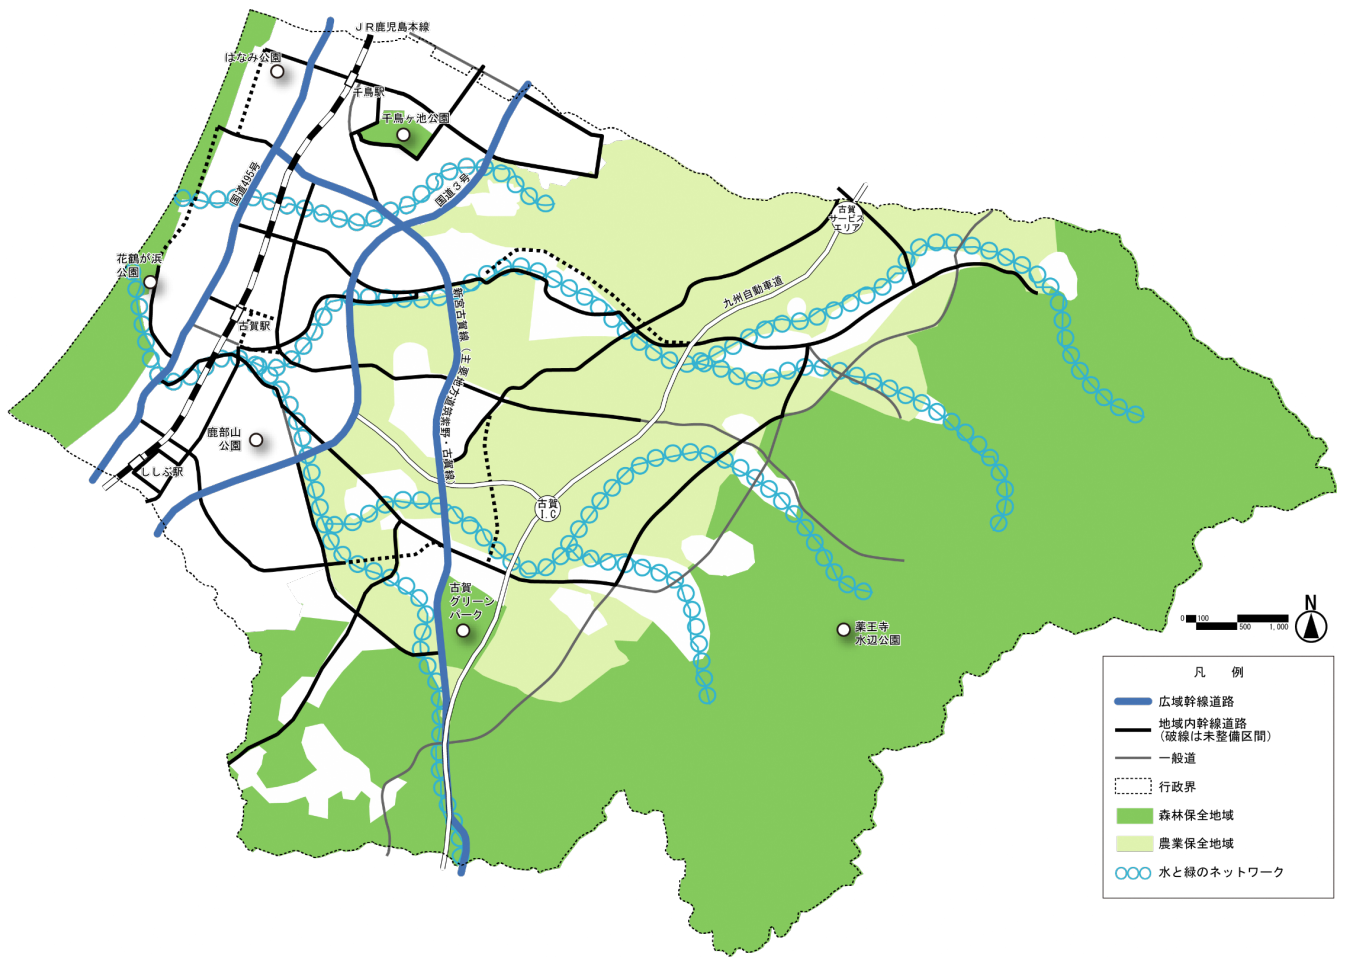 ＪＲ鹿児島本線
はなみ公園
千鳥駅
千鳥ヶ池公園
国道495号
国道３号
古賀
サービス
エリア
花鶴が浜
公園
九州自動車道
古賀駅
新宮古賀線（主要地方道筑紫野・古賀線
鹿部山
公園
ししぶ駅
古賀
I.C
古賀
グリーン
パーク
薬王寺
水辺公園
N
0 100
500 1,000
凡　例
広域幹線道路
地域内幹線道路
（破線は未整備区間）
一般道
行政界
森林保全地域
農業保全地域
水と緑のネットワーク